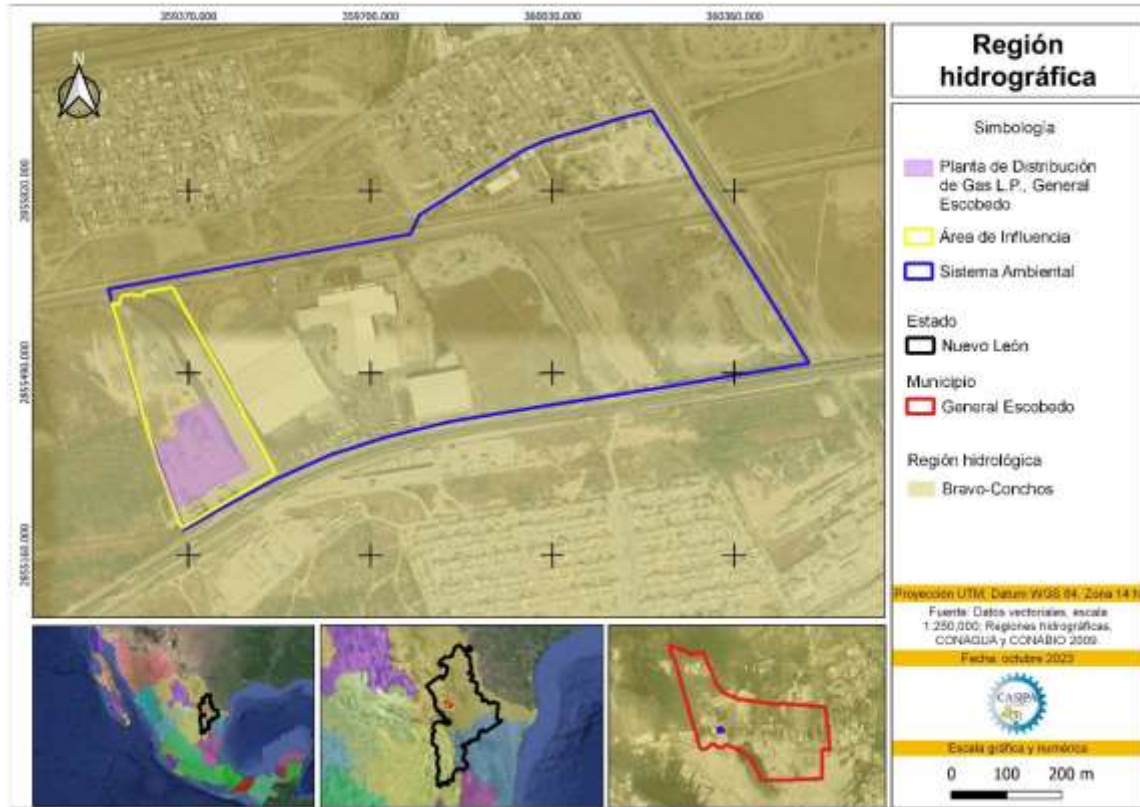 359370.000 359700.000 360030.000 360360.000
Región
hidrográfica
N
Simbología
Planta de Distribución
de Gas L.P., General
Escobedo
Área de Influencia
Sistema Ambiental
Estado
Nuevo León
Municipio
General Escobedo
Región hidrológica
Bravo-Conchos
2855820.000
2855490.000
2855160.000
Proyección UTM; Datum WGS 84, Zona 14 N
Fuente: Datos vectoriales, escala
1:250,000; Regiones hidrográficas,
CONAGUA y CONABIO 2009.
Fecha: octubre 2023
Escala gráfica y numérica
0 100 200 m